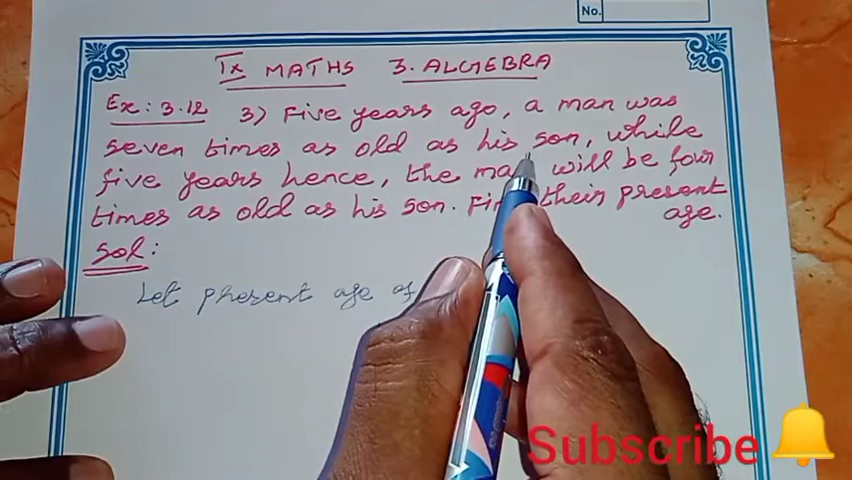 No.
IX MATHS 3. ALGEBRA
Ex: 3.12 3) Five years ago, a man was
seven times as old as his son, while
five years hence, the man will be four
times as old as his son. Fin their present
age.
Sol:
Let present age of
Subscribe